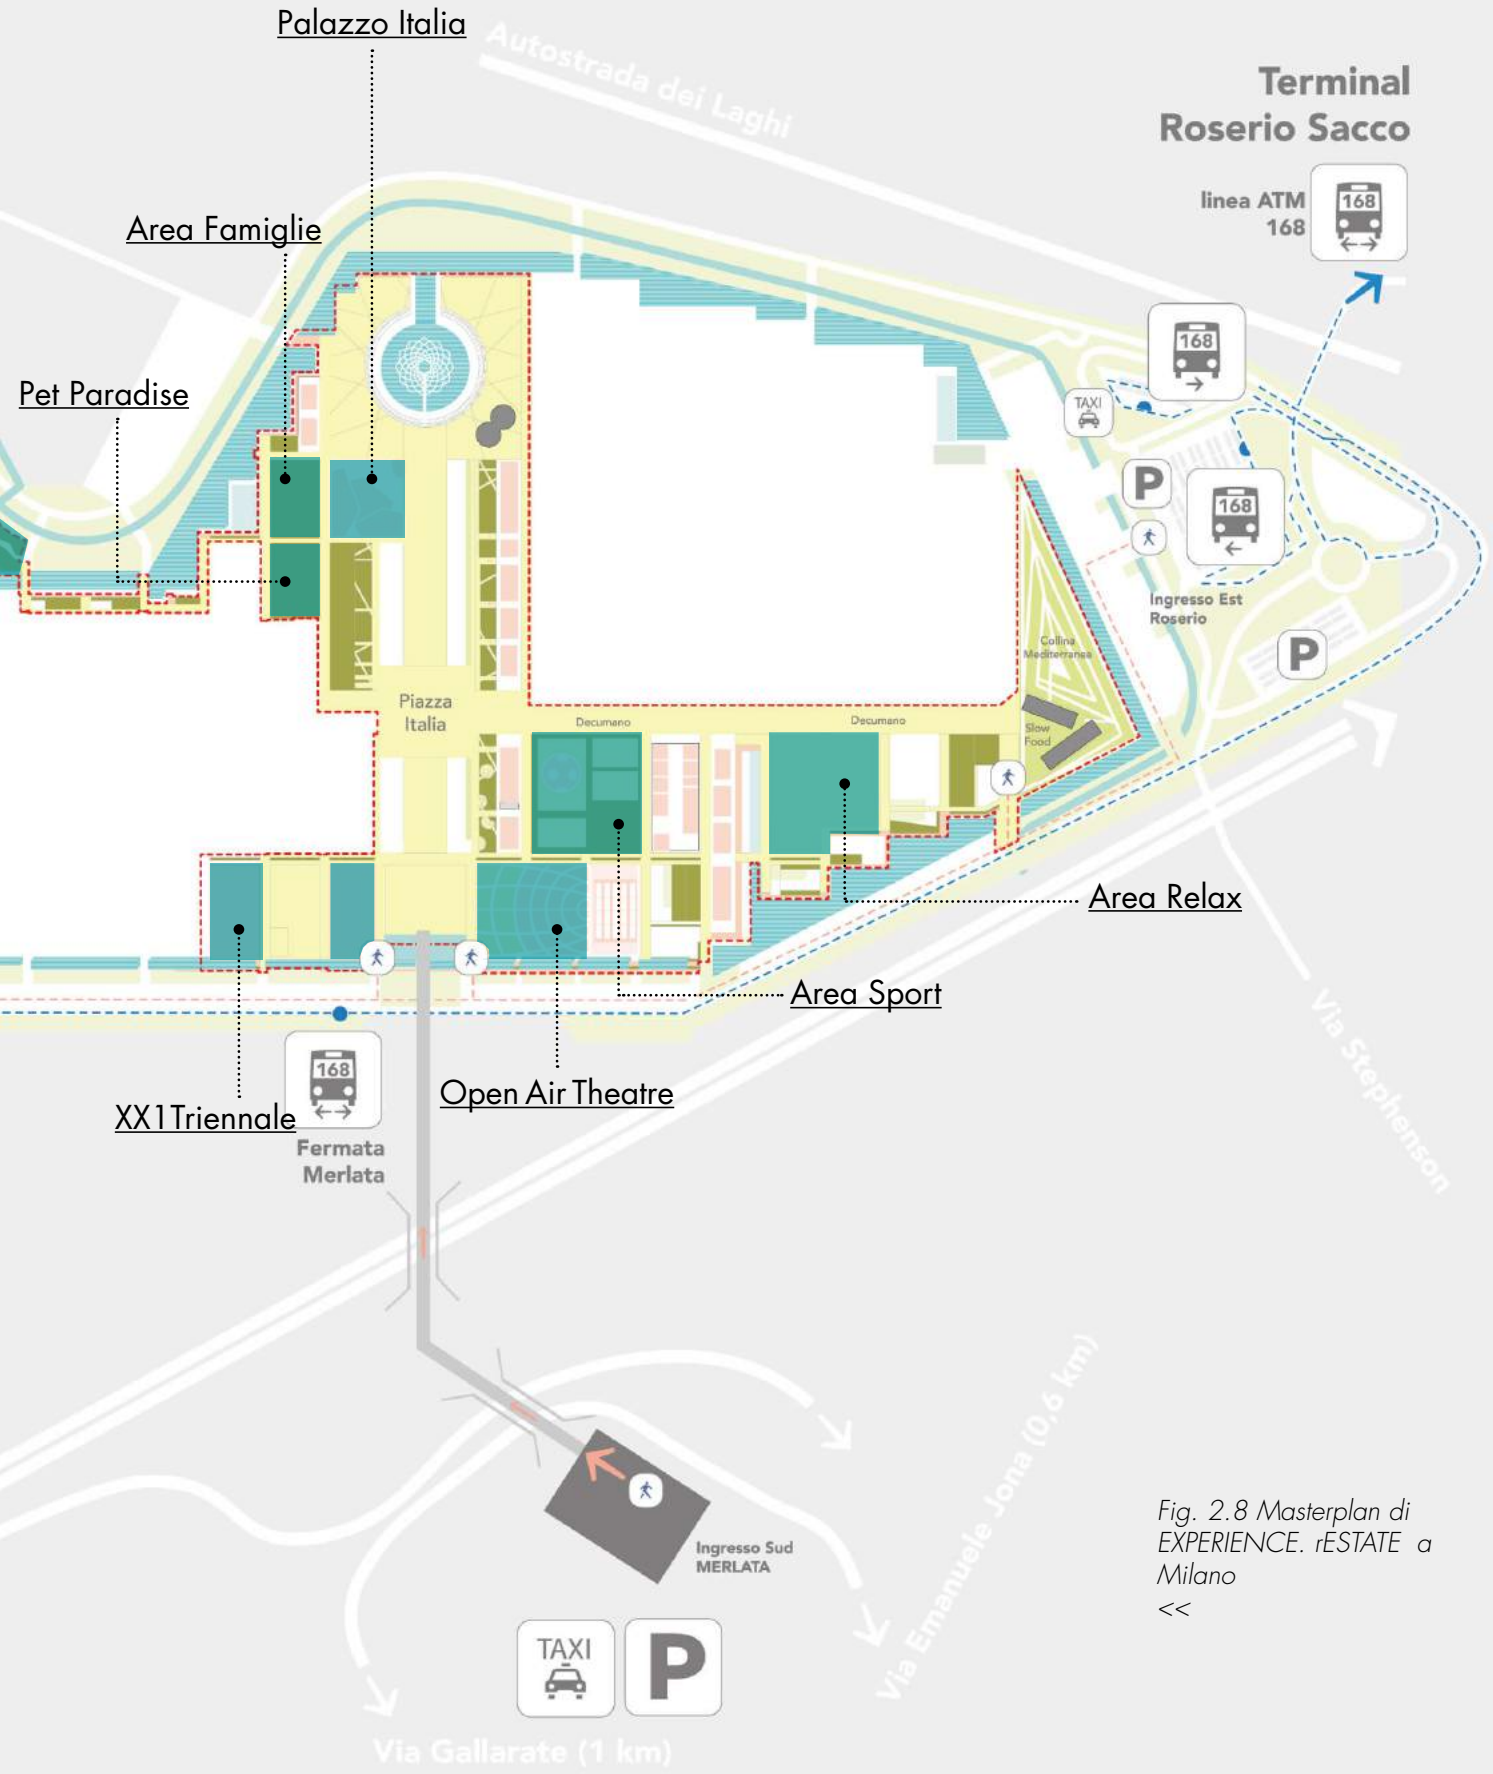 Palazzo Italia
Autostrada dei Laghi
Terminal
Roserio Sacco
linea ATM
168
168
Area Famiglie
168
Pet Paradise
TAXI
P
168
Ingresso Est
Roserio
P
Collina
Mediterranea
Piazza
Italia
Decumano
Decumano
Slow
Food
Area Relax
Area Sport
Via Stephenson
168
Open Air Theatre
XX1Triennale
Fermata
Merlata
Via Emanuele Jona (0,6 km)
Ingresso Sud
MERLATA
Fig. 2.8 Masterplan di
EXPERIENCE. rESTATE a
Milano
<<
TAXI
P
Via Gallarate (1 km)